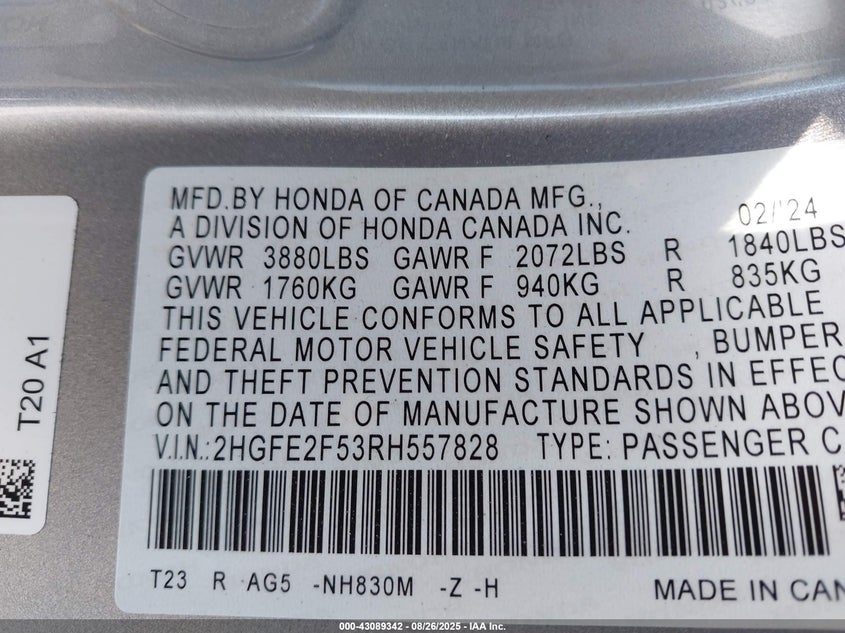 MFD.BY HONDA OF CANADA MFG.,
A DIVISION OF HONDA CANADA INC. 02/'24
GVWR 3880LBS GAWR F 2072LBS R 1840LBS
GVWR 1760KG GAWR F 940KG R 835KG
THIS VEHICLE CONFORMS TO ALL APPLICABLE
FEDERAL MOTOR VEHICLE SAFETY , BUMPER
AND THEFT PREVENTION STANDARDS IN EFFEC
ON THE DATE OF MANUFACTURE SHOWN ABOV
V.I.N.:2HGFE2F53RH557828 TYPE: PASSENGER C
T23 R AG5 -NH830M -Z -H MADE IN CAN
T20 A1
000-43089342 - 08/26/2025 - IAA Inc.